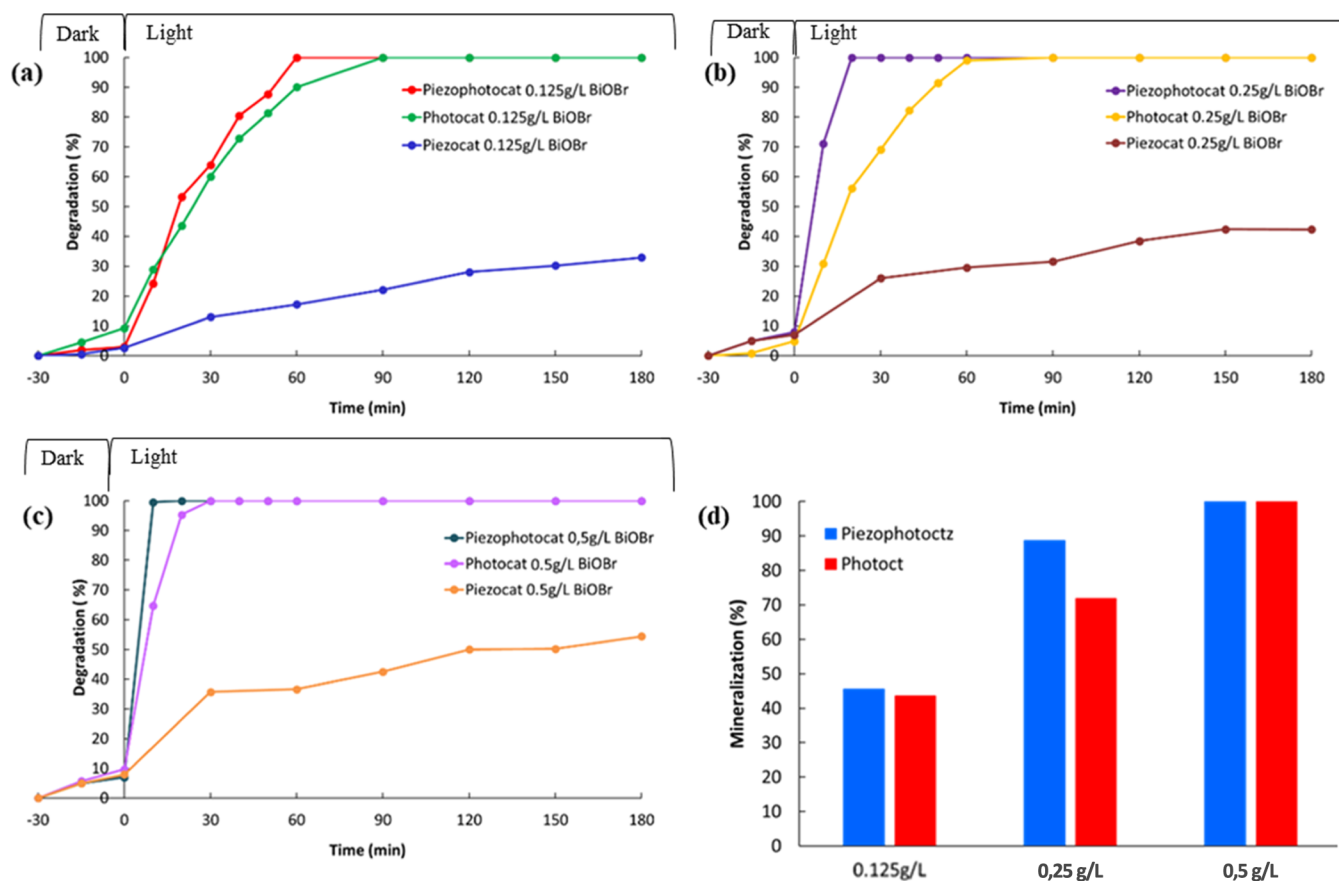 Dark Light
(a)
Degradation ( %)
100
90
80
70
60
50
40
30
20
10
0
-30 0 30 60 90 120 150 180
Time (min)
Piezophotocat 0.125g/L BiOBr
Photocat 0.125g/L BiOBr
Piezocat 0.125g/L BiOBr
Dark Light
(b)
Degradation ( %)
100
90
80
70
60
50
40
30
20
10
0
-30 0 30 60 90 120 150 180
Time (min)
Piezophotocat 0.25g/L BiOBr
Photocat 0.25g/L BiOBr
Piezocat 0.25g/L BiOBr
Dark Light
(c)
Degradation ( %)
100
90
80
70
60
50
40
30
20
10
0
-30 0 30 60 90 120 150 180
Time (min)
Piezophotocat 0,5g/L BiOBr
Photocat 0.5g/L BiOBr
Piezocat 0.5g/L BiOBr
(d)
Mineralization (%)
100
90
80
70
60
50
40
30
20
10
0
Piezophotoctz
Photoct
0.125g/L 0,25 g/L 0,5 g/L